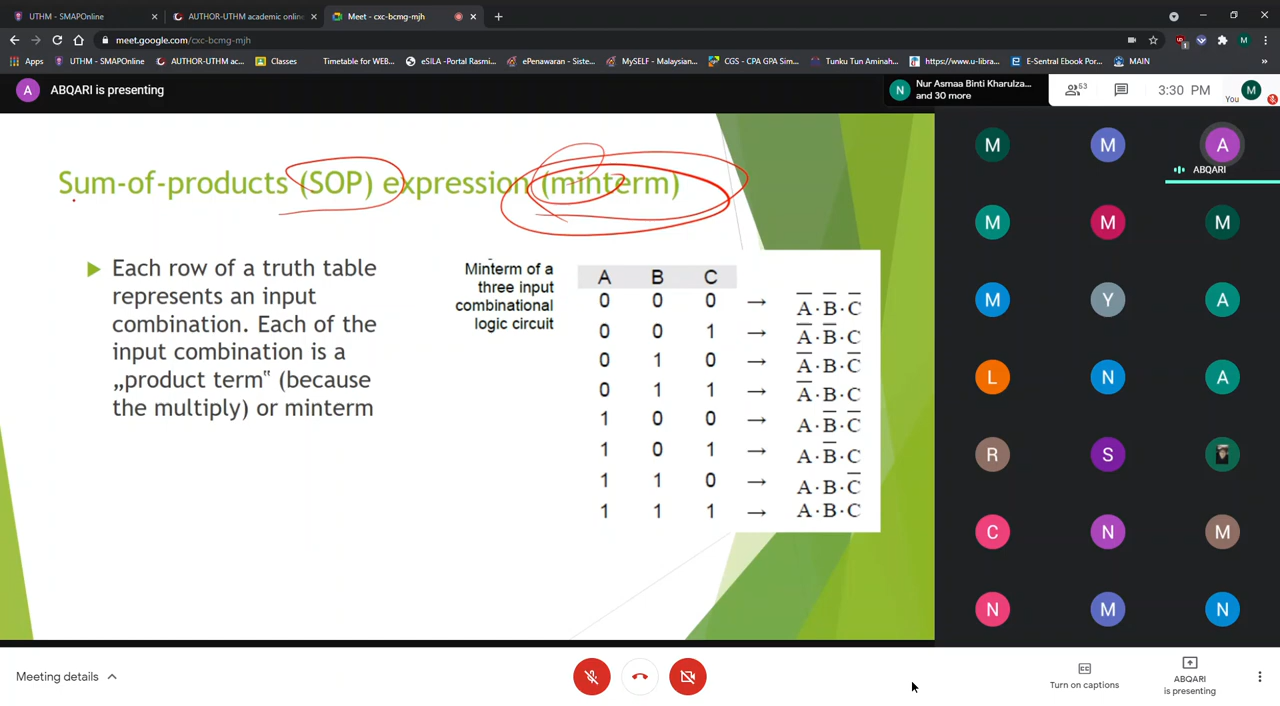 UTHM - SMAPOnline
AUTHOR-UTHM academic online
Meet - cxc-bcmg-mjh
meet.google.com/cxc-bcmg-mjh
Apps
UTHM - SMAPOnline
AUTHOR-UTHM ac...
Classes
Timetable for WEB...
eSILA -Portal Rasmi...
ePenawaran - Siste...
MySELF - Malaysian...
CGS - CPA GPA Sim...
Tunku Tun Aminah...
https://www.u-libra...
E-Sentral Ebook Por...
MAIN
»
A ABQARI is presenting
N Nur Asmaa Binti Kharulza...
and 30 more
53
3:30 PM
You
M
Sum-of-products (SOP) expression (minterm)
Each row of a truth table
represents an input
combination. Each of the
input combination is a
„product term‟ (because
the multiply) or minterm
Minterm of a
three input
combinational
logic circuit
A B C
0 0 0 → A̅·B̅·C̅
0 0 1 → A̅·B̅·C
0 1 0 → A̅·B·C̅
0 1 1 → A̅·B·C
1 0 0 → A·B̅·C̅
1 0 1 → A·B̅·C
1 1 0 → A·B·C̅
1 1 1 → A·B·C
M M A
ABQARI
M M M
M Y A
L N A
R S
C N M
N M N
Meeting details
Turn on captions
ABQARI
is presenting